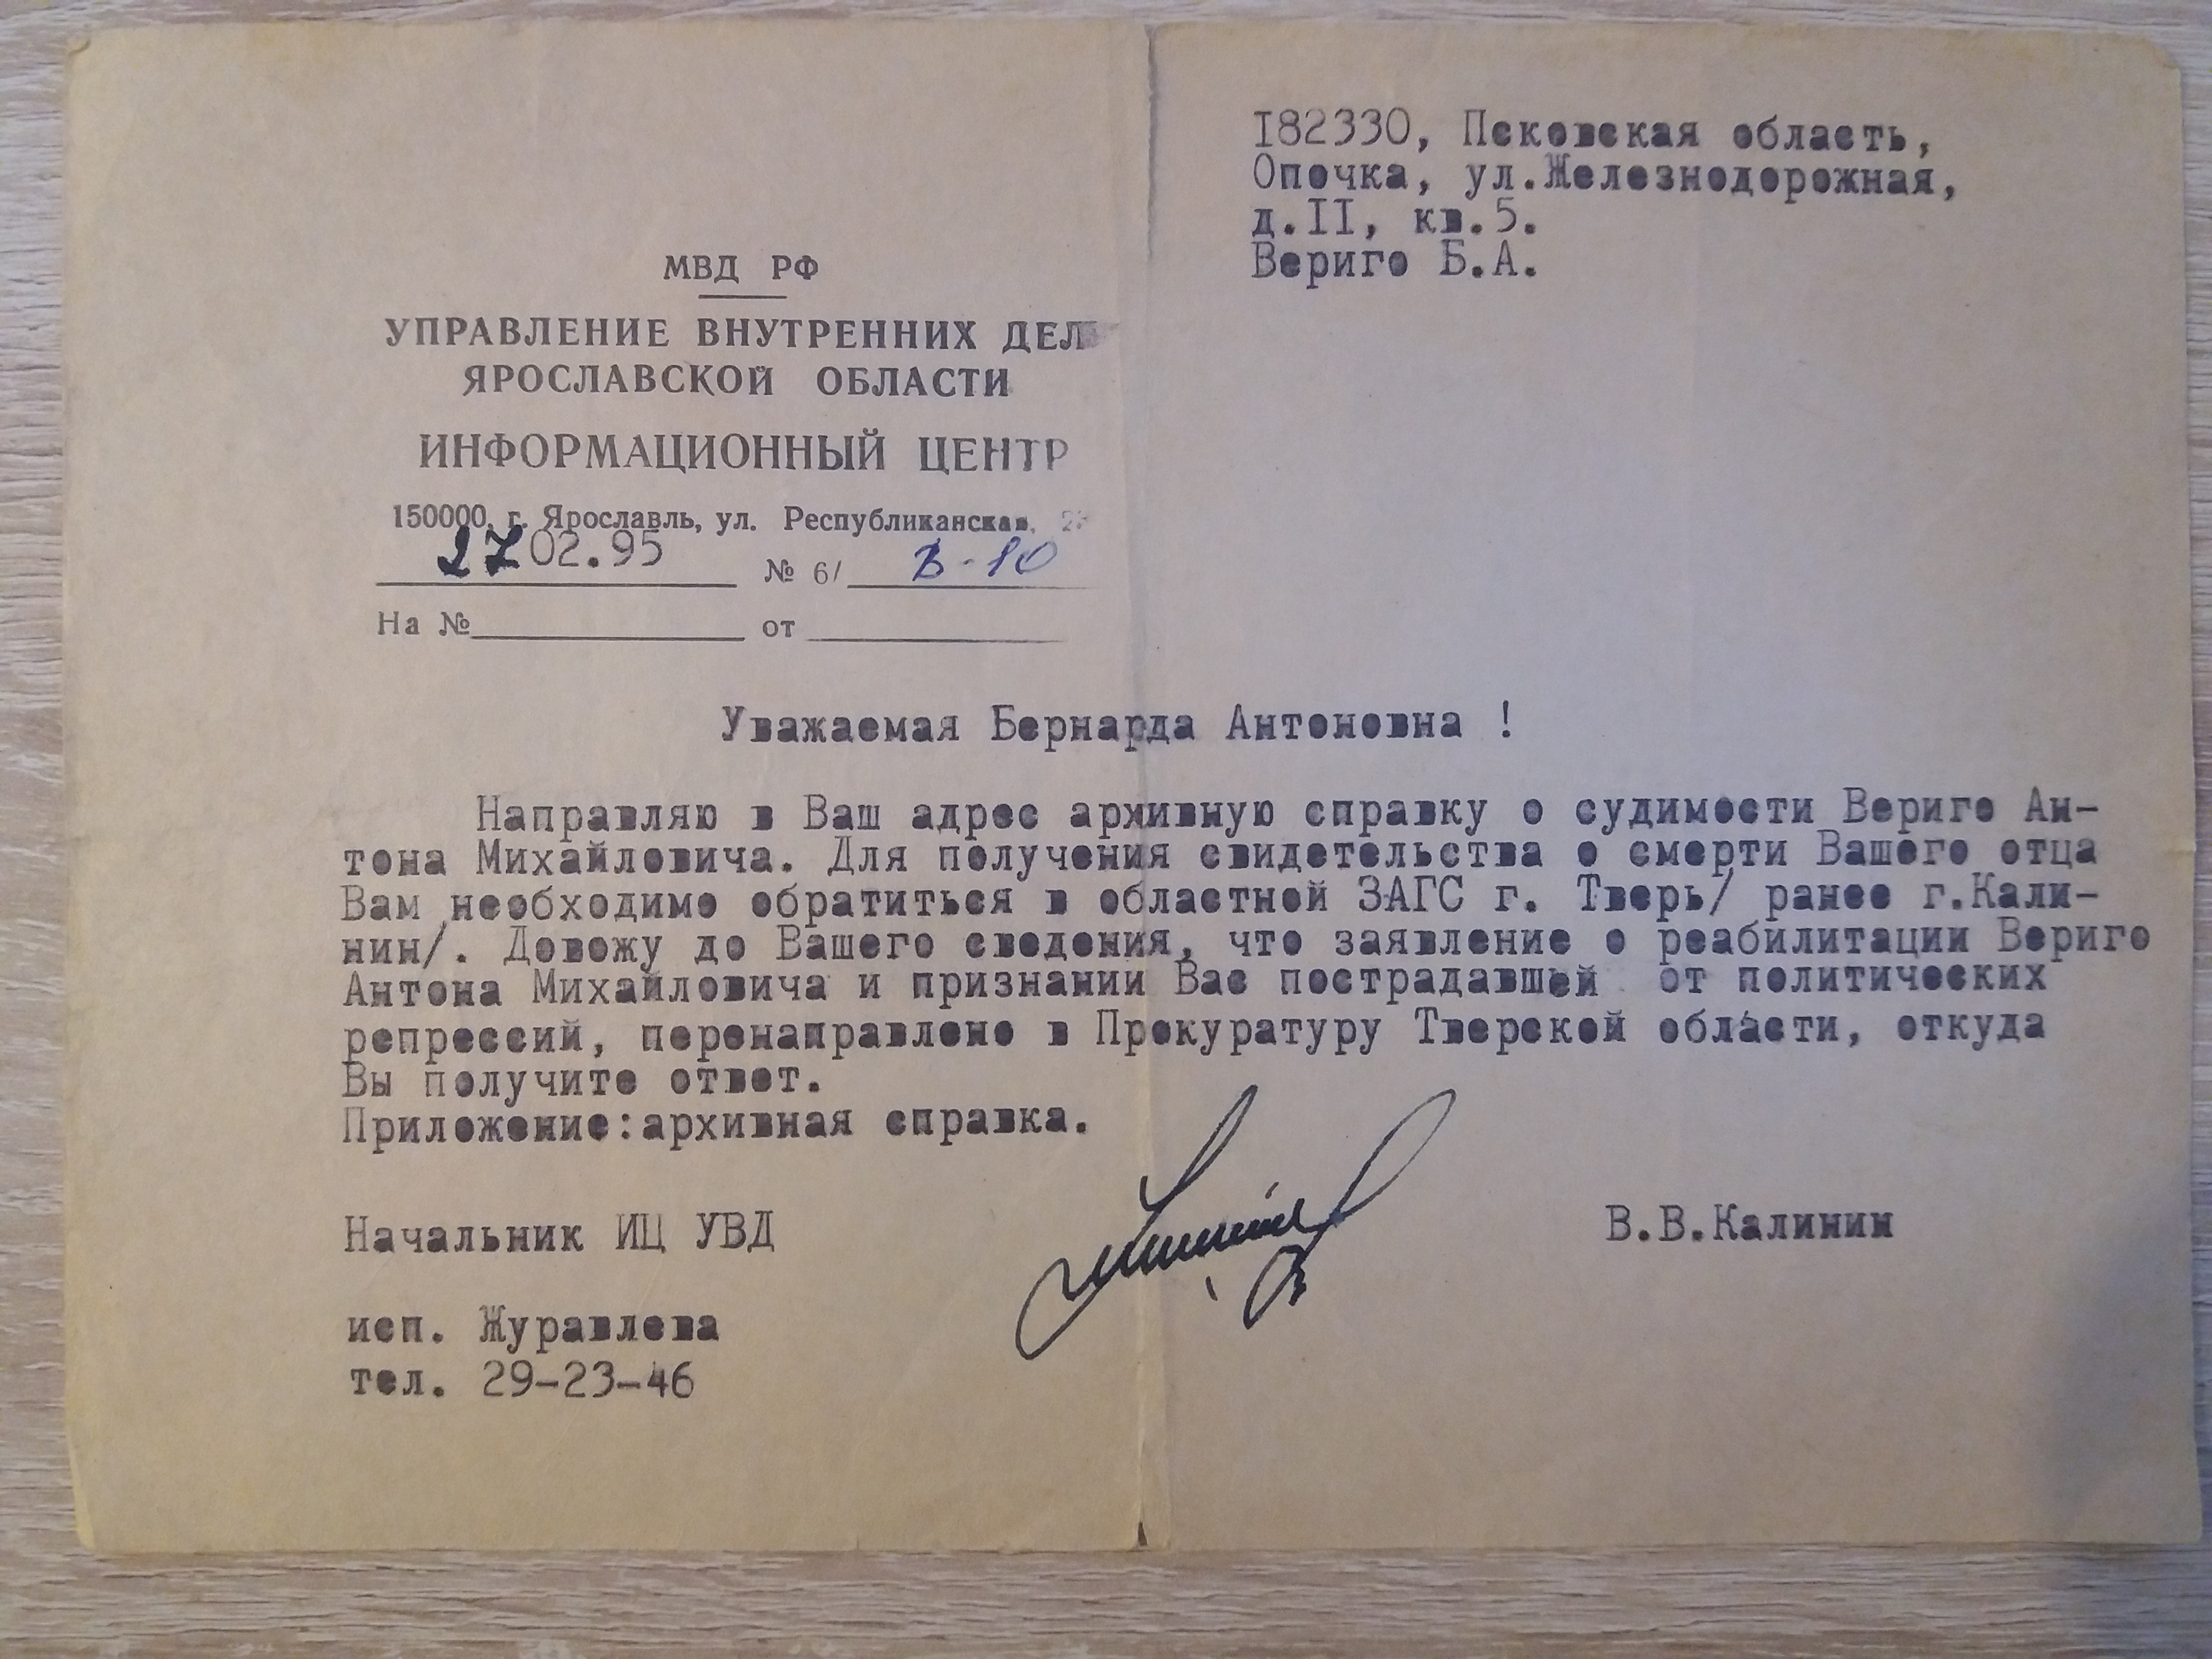 I82330, Псковская область,
Опочка, ул.Железнодорожная,
д.II, кв.5.
Вериго Б.А.
МВД РФ
УПРАВЛЕНИЕ ВНУТРЕННИХ ДЕЛ
ЯРОСЛАВСКОЙ ОБЛАСТИ
ИНФОРМАЦИОННЫЙ ЦЕНТР
150000, г. Ярославль, ул. Республиканская,
27 02.95 № 6/ В-10
На № от
Уважаемая Бернарда Антоновна !
Направляю в Ваш адрес архивную справку о судимости Вериго Ан-
тона Михайловича. Для получения свидетельства о смерти Вашего отца
Вам необходимо обратиться в областной ЗАГС г. Тверь/ ранее г.Кали-
нин/. Довожу до Вашего сведения, что заявление о реабилитации Вериго
Антона Михайловича и признании Вас пострадавшей от политических
репрессий, перенаправлено в Прокуратуру Тверской области, откуда
Вы получите ответ.
Приложение:архивная справка.
Начальник ИЦ УВД В.В.Калинин
исп. Журавлева
тел. 29-23-46